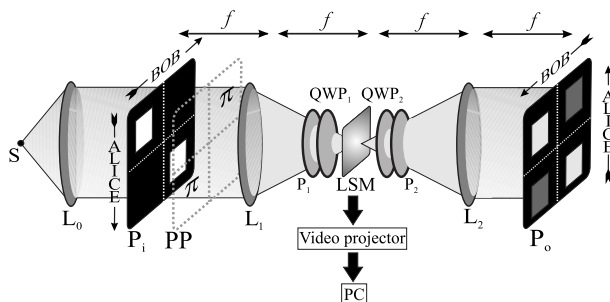 f f f f
BOB
BOB
QWP1 QWP2
π
π
S
ALICE
ALICE
P1 LSM P2
L0 L1 L2
Pi PP Po
Video projector
PC